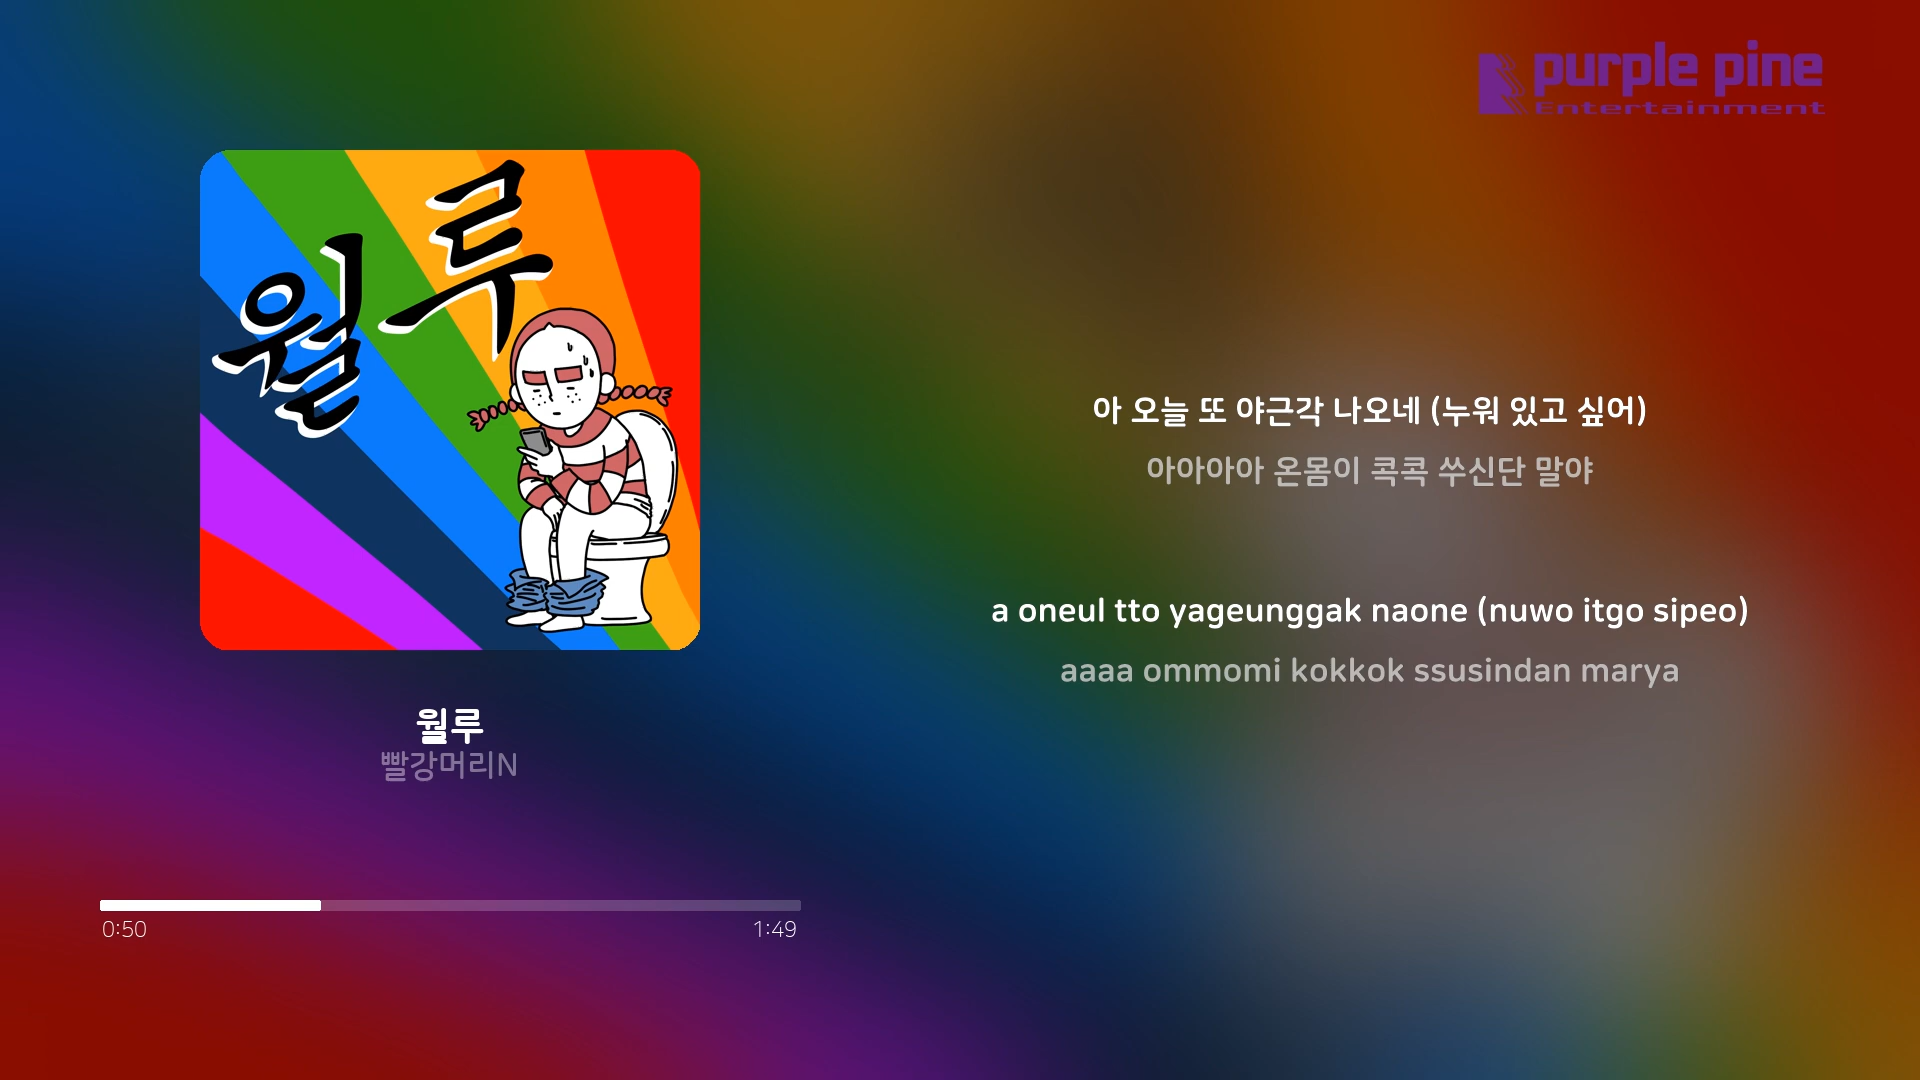 purple pine
Entertainment
월루
아 오늘 또 야근각 나오네 (누워 있고 싶어)
아아아아 온몸이 콕콕 쑤신단 말야
a oneul tto yageunggak naone (nuwo itgo sipeo)
aaaa ommomi kokkok ssusindan marya
월루
빨강머리N
0:50
1:49